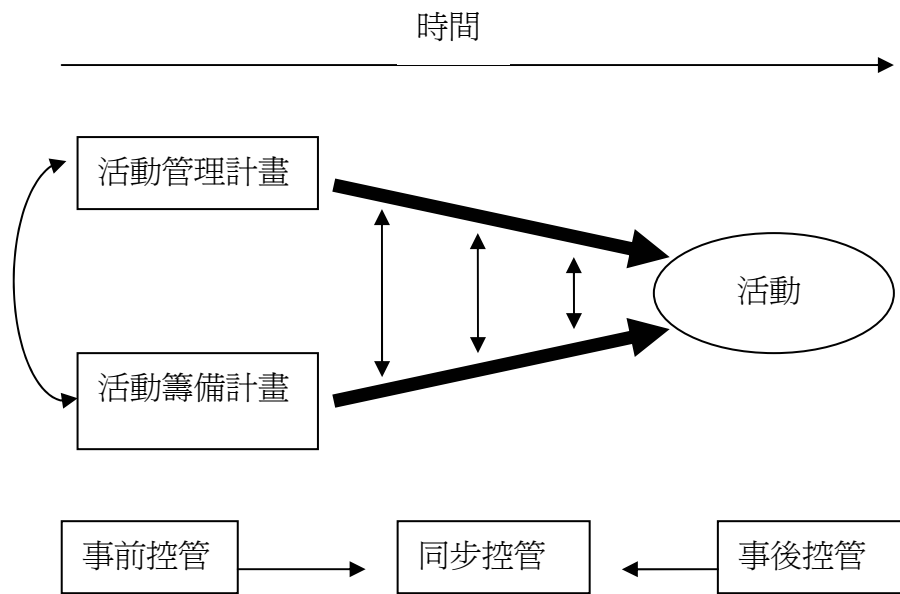 時間
活動管理計畫
活動
活動籌備計畫
事前控管
同步控管
事後控管